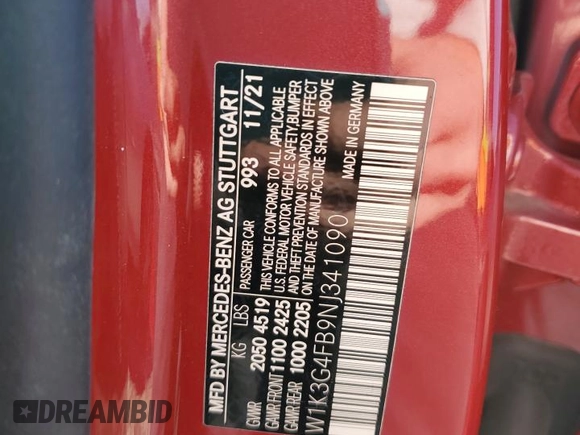 MFD BY MERCEDES-BENZ AG STUTTGART
KG LBS PASSENGER CAR 993 11/21
GVWR 2050 4519 THIS VEHICLE CONFORMS TO ALL APPLICABLE
GAWR FRONT 1100 2425 U.S. FEDERAL MOTOR VEHICLE SAFETY,BUMPER
GAWR REAR 1000 2205 AND THEFT PREVENTION STANDARDS IN EFFECT
ON THE DATE OF MANUFACTURE SHOWN ABOVE
W1K3G4FB9NJ341090 MADE IN GERMANY
DREAMBID